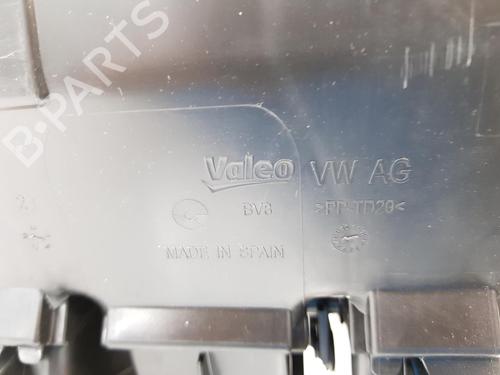 B-PARTS
Valeo VW AG
BV8 >PP-TD20<
MADE IN SPAIN